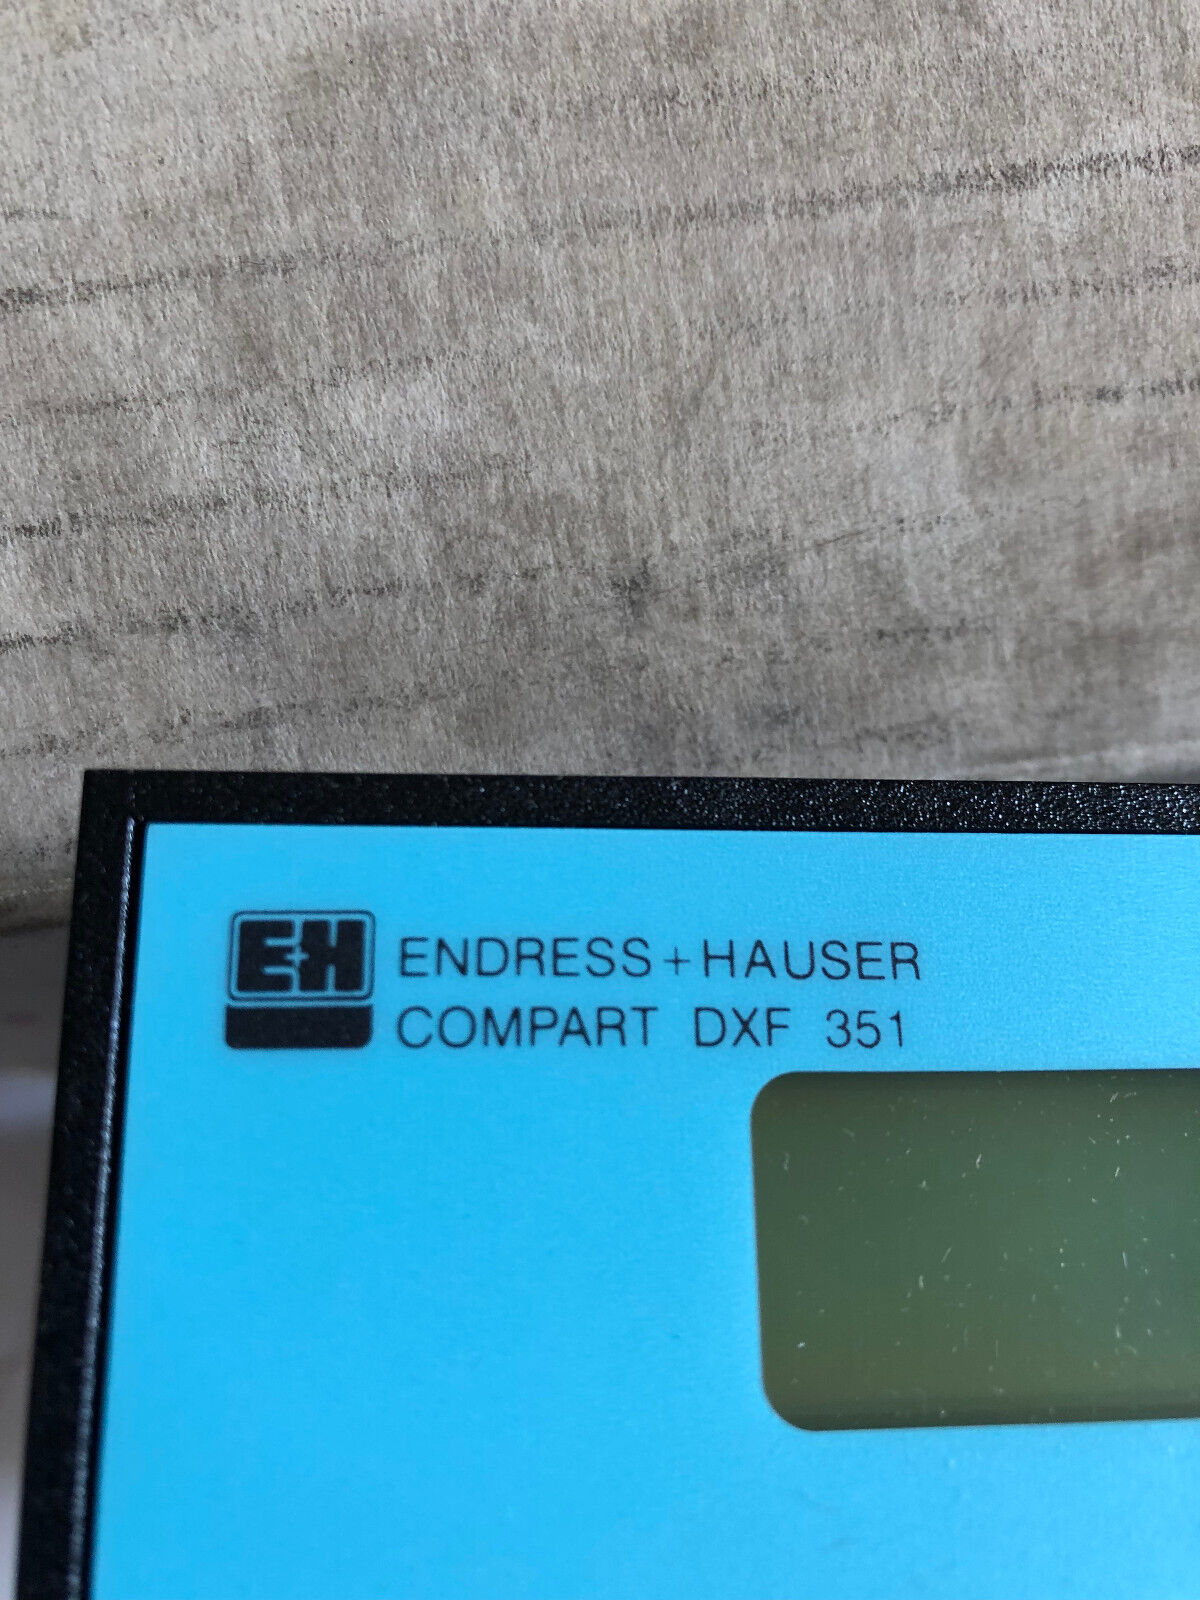 E+H
ENDRESS+HAUSER
COMPART DXF 351